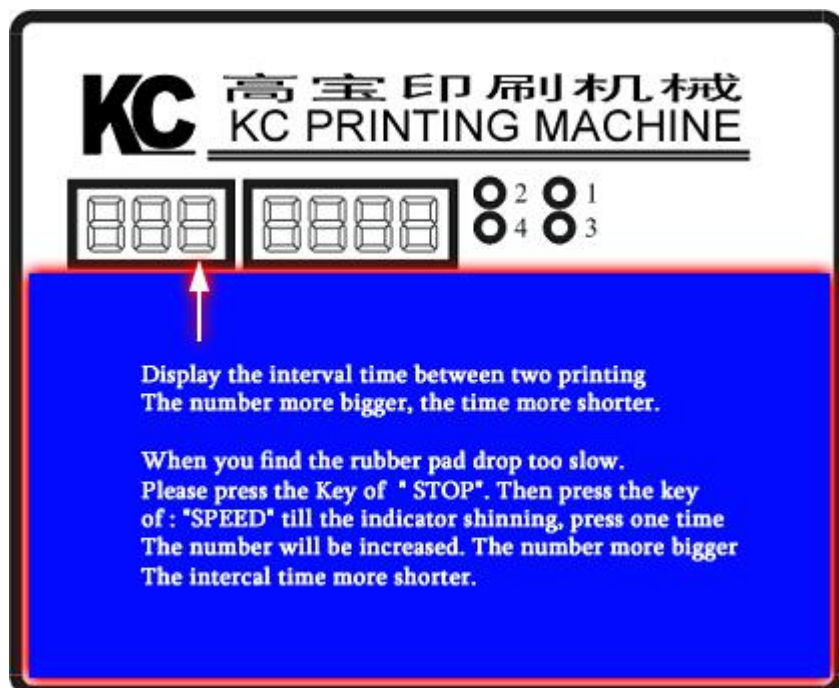 KC 高宝印刷机械
KC PRINTING MACHINE
888 8888 2 1
4 3
Display the interval time between two printing
The number more bigger, the time more shorter.
When you find the rubber pad drop too slow.
Please press the Key of " STOP". Then press the key
of : "SPEED" till the indicator shinning, press one time
The number will be increased. The number more bigger
The intercal time more shorter.